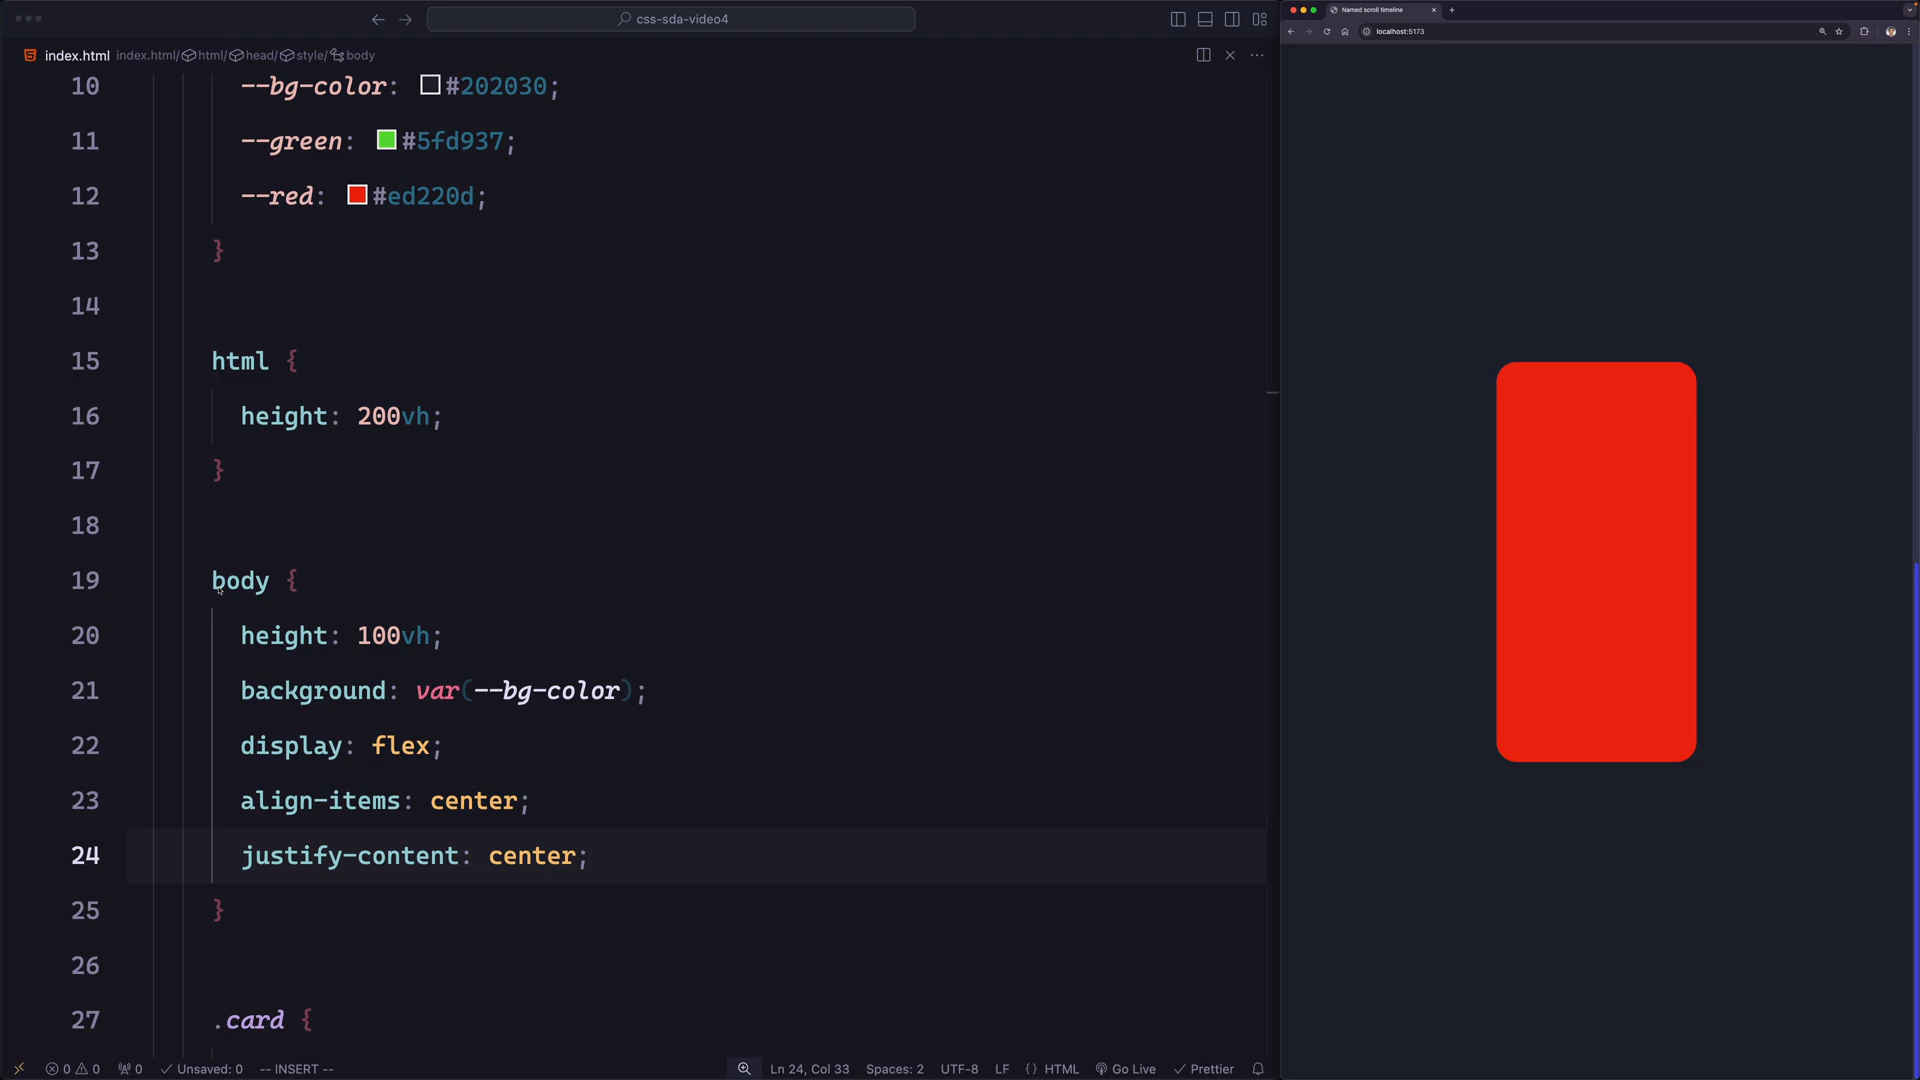 css-sda-video4
Named scroll timeline
localhost:5173
index.html index.html/ html/ head/ style/ body
10 --bg-color: #202030;
11 --green: #5fd937;
12 --red: #ed220d;
13 }
14
15 html {
16 height: 200vh;
17 }
18
19 body {
20 height: 100vh;
21 background: var(--bg-color);
22 display: flex;
23 align-items: center;
24 justify-content: center;
25 }
26
27 .card {
0 0 0 Unsaved: 0 -- INSERT -- Ln 24, Col 33 Spaces: 2 UTF-8 LF {} HTML Go Live Prettier